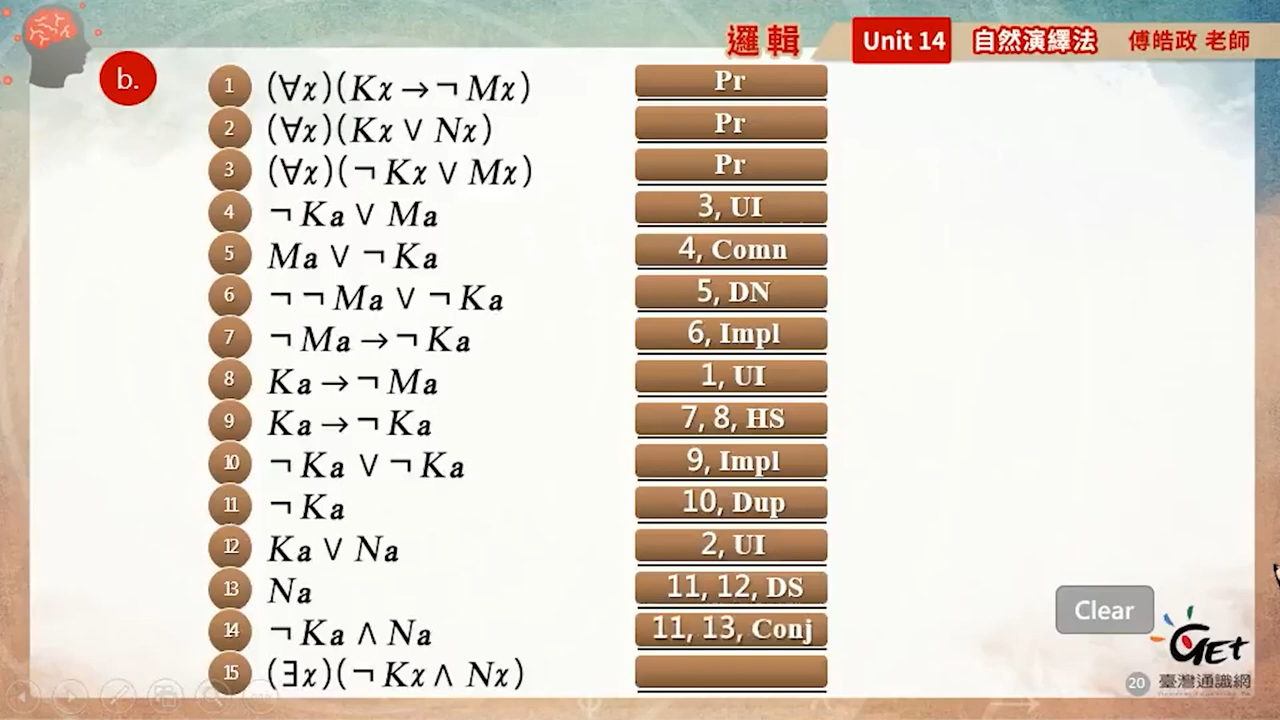 邏輯 Unit 14 自然演繹法 傅皓政 老師
b.
1 (∀x)(Kx → ¬Mx) Pr
2 (∀x)(Kx ∨ Nx) Pr
3 (∀x)(¬Kx ∨ Mx) Pr
4 ¬Ka ∨ Ma 3, UI
5 Ma ∨ ¬Ka 4, Comn
6 ¬¬Ma ∨ ¬Ka 5, DN
7 ¬Ma → ¬Ka 6, Impl
8 Ka → ¬Ma 1, UI
9 Ka → ¬Ka 7, 8, HS
10 ¬Ka ∨ ¬Ka 9, Impl
11 ¬Ka 10, Dup
12 Ka ∨ Na 2, UI
13 Na 11, 12, DS
14 ¬Ka ∧ Na 11, 13, Conj
15 (∃x)(¬Kx ∧ Nx)
Clear
GET
20 臺灣通識網